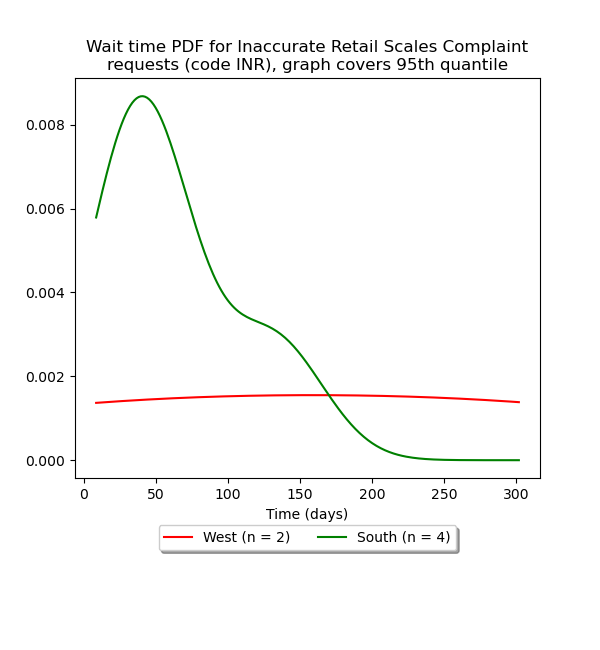 Wait time PDF for Inaccurate Retail Scales Complaint
requests (code INR), graph covers 95th quantile
0.008
0.006
0.004
0.002
0.000
0 50 100 150 200 250 300
Time (days)
West (n = 2) South (n = 4)